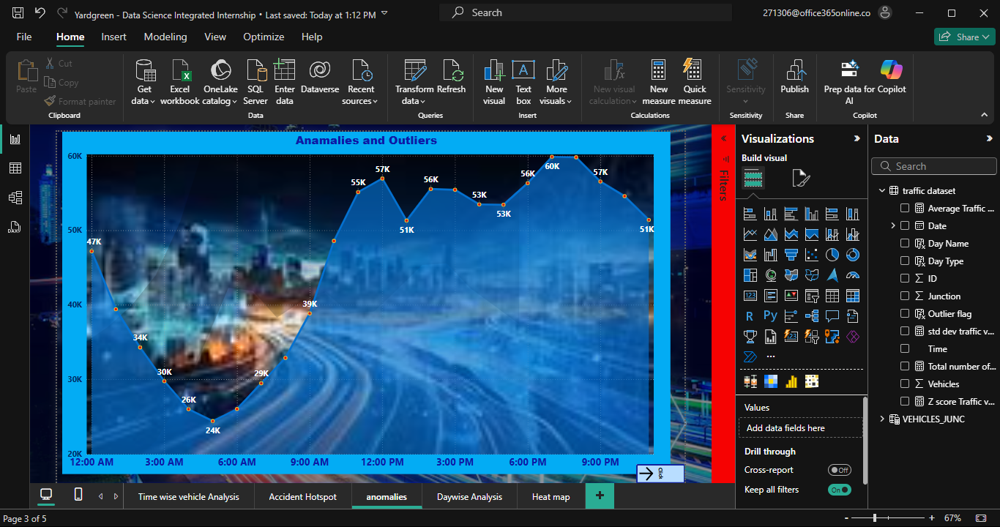 Yardgreen - Data Science Integrated Internship • Last saved: Today at 1:12 PM
Search
271306@office365online.co
File
Home
Insert
Modeling
View
Optimize
Help
Share
Paste
Cut
Copy
Format painter
Clipboard
Get data
Excel workbook
OneLake catalog
SQL Server
Enter data
Dataverse
Recent sources
Data
Transform data
Refresh
Queries
New visual
Text box
More visuals
Insert
New visual calculation
New measure
Quick measure
Calculations
Sensitivity
Sensitivity
Publish
Share
Prep data for AI
Copilot
Copilot
DAX
Anamalies and Outliers
60K
50K
40K
30K
20K
47K
34K
30K
26K
24K
29K
39K
55K
57K
51K
56K
53K
53K
56K
60K
57K
51K
12:00 AM
3:00 AM
6:00 AM
9:00 AM
12:00 PM
3:00 PM
6:00 PM
9:00 PM
Click
Filters
Visualizations
Build visual
123
R
Py
123
Values
Add data fields here
Drill through
Cross-report
Off
Keep all filters
On
Data
Search
traffic dataset
Average Traffic ...
Date
Day Name
Day Type
ID
Junction
Outlier flag
std dev traffic v...
Time
Total number of...
Vehicles
Z score Traffic v...
VEHICLES_JUNC
Time wise vehicle Analysis
Accident Hotspot
anomalies
Daywise Analysis
Heat map
+
Page 3 of 5
- + 67%